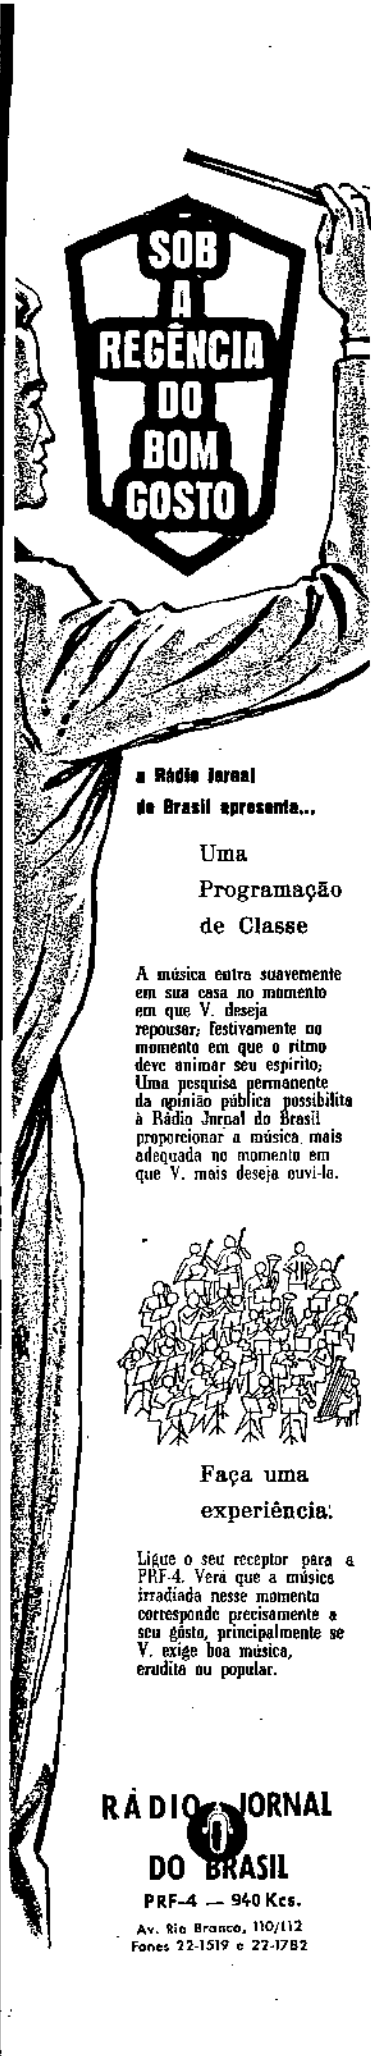 SOB
A
REGÊNCIA
DO
BOM
GOSTO
a Rádio Jornal
do Brasil apresenta...
Uma
Programação
de Classe
A música entra suavemente
em sua casa no momento
em que V. deseja
repousar; festivamente no
momento em que o ritmo
deve animar seu espírito;
Uma pesquisa permanente
da opinião pública possibilita
à Rádio Jornal do Brasil
proporcionar a música mais
adequada no momento em
que V. mais deseja ouvi-la.
Faça uma
experiência:
Ligue o seu receptor para a
PRF-4. Verá que a música
irradiada nesse momento
corresponde precisamente a
seu gôsto, principalmente se
V. exige boa música,
erudita ou popular.
RÁDIO JORNAL
DO BRASIL
PRF-4 — 940 Kcs.
Av. Rio Branco, 110/112
Fones 22-1519 e 22-1782